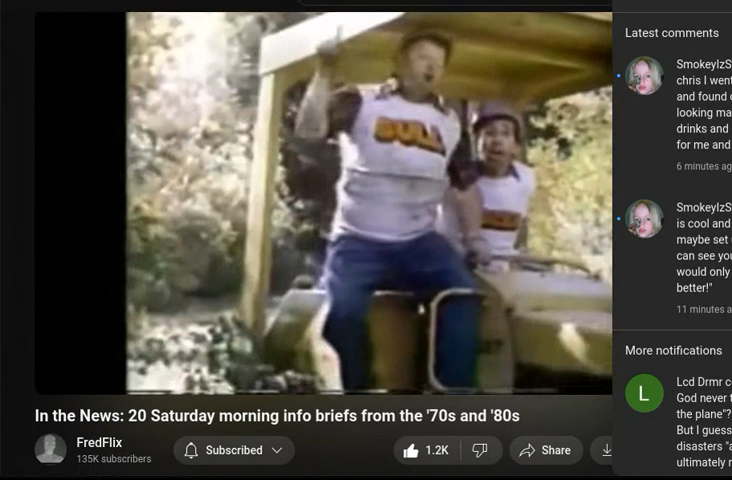 BULL
In the News: 20 Saturday morning info briefs from the '70s and '80s
FredFlix
135K subscribers
Subscribed
1.2K
Share
Latest comments
SmokeyIzS
chris I went
and found
looking ma
drinks and
for me and
6 minutes ag
SmokeyIzS
is cool and
maybe set
can see you
would only
better!"
11 minutes a
More notifications
L
Lcd Drmr c
God never t
the plane"?
But I guess
disasters "a
ultimately r